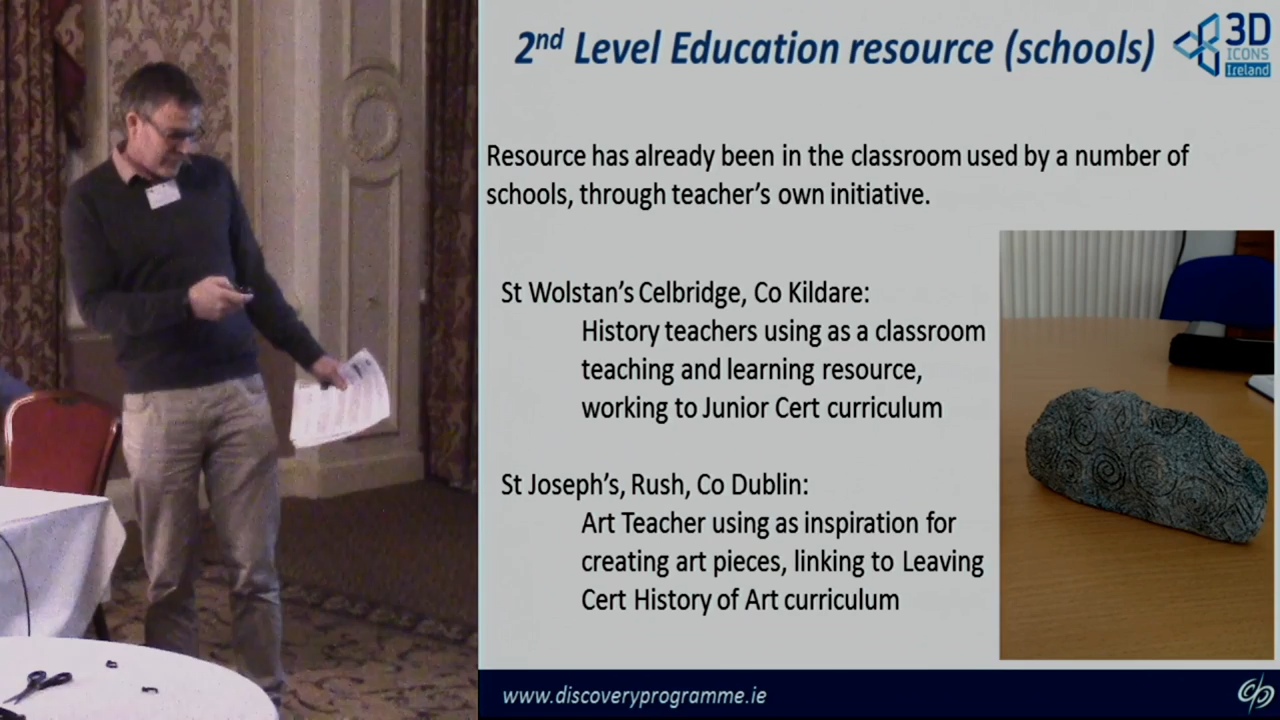 2nd Level Education resource (schools)
3D
ICONS
Ireland
Resource has already been in the classroom used by a number of
schools, through teacher's own initiative.
St Wolstan's Celbridge, Co Kildare:
History teachers using as a classroom
teaching and learning resource,
working to Junior Cert curriculum
St Joseph's, Rush, Co Dublin:
Art Teacher using as inspiration for
creating art pieces, linking to Leaving
Cert History of Art curriculum
www.discoveryprogramme.ie